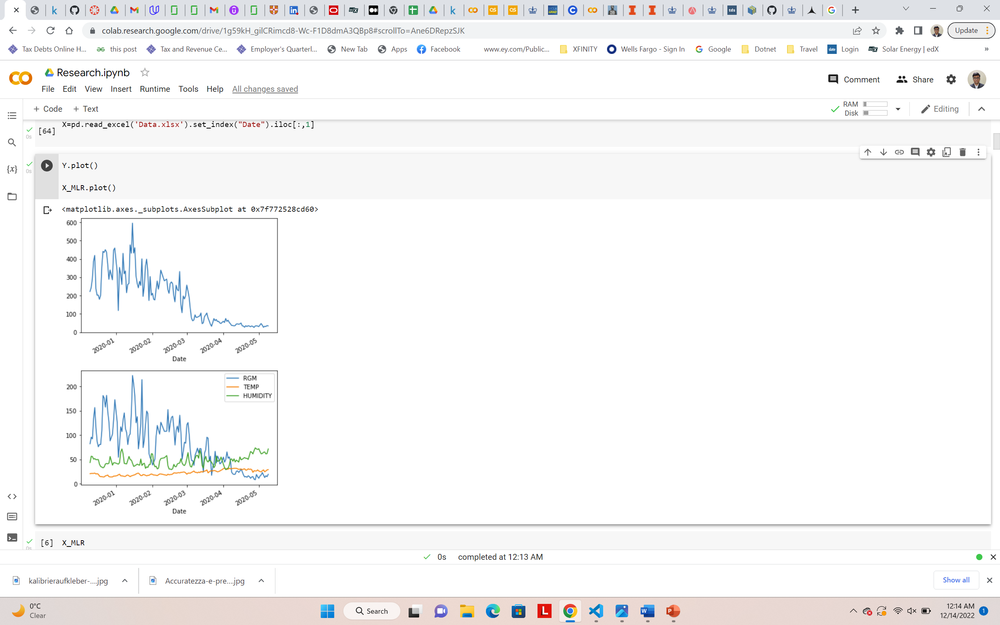 colab.research.google.com/drive/1g59kH_gilCRimcd8-Wc-F1D8dmA3QBp8#scrollTo=Ane6DRepzSJK
Update
Tax Debts Online H...
this post
Tax and Revenue Ce...
Employer's Quarterl...
New Tab
Apps
Facebook
www.ey.com/Public...
XFINITY
Wells Fargo - Sign In
Google
Dotnet
Travel
Login
Solar Energy | edX
»
Research.ipynb
Comment
Share
File Edit View Insert Runtime Tools Help All changes saved
+ Code + Text
RAM
Disk
Editing
[64] X=pd.read_excel('Data.xlsx').set_index("Date").iloc[:,1]
0s
0s
Y.plot()
X_MLR.plot()
<matplotlib.axes._subplots.AxesSubplot at 0x7f772528cd60>
600
500
400
300
200
100
0
2020-01 2020-02 2020-03 2020-04 2020-05
Date
RGM
TEMP
HUMIDITY
200
150
100
50
0
2020-01 2020-02 2020-03 2020-04 2020-05
Date
[6] X_MLR
0s
0s completed at 12:13 AM
kalibrieraufkleber-....jpg
Accuratezza-e-pre....jpg
Show all
0°C
Clear
Search
12:14 AM
12/14/2022
1